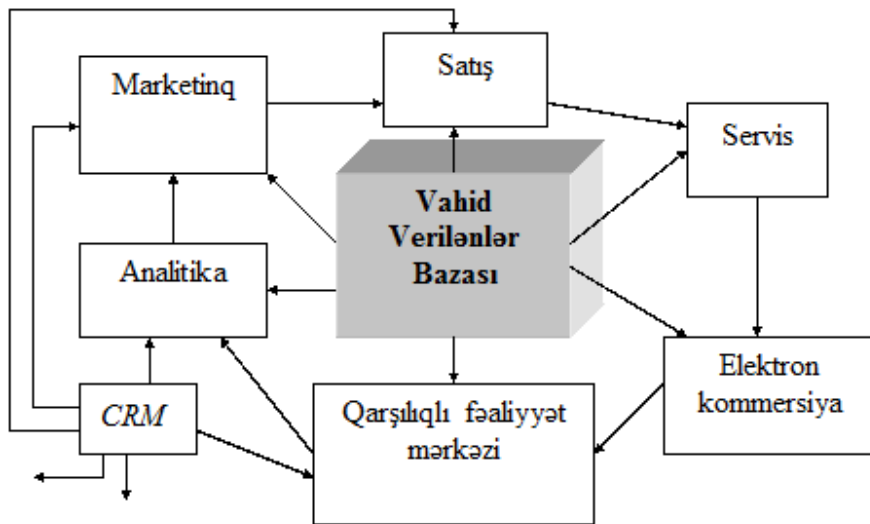 Satış
Marketinq
Servis
Vahid
Verilənlər
Bazası
Analitika
Elektron
kommersiya
CRM
Qarşılıqlı fəaliyyət
mərkəzi